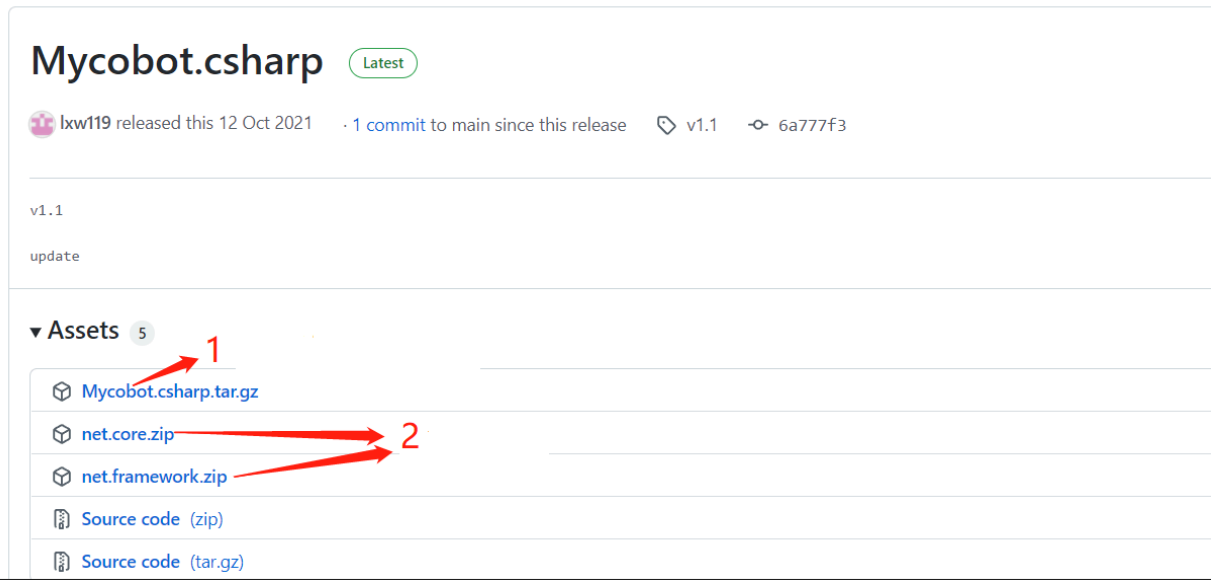 Mycobot.csharp Latest
lxw119 released this 12 Oct 2021 · 1 commit to main since this release v1.1 6a777f3
v1.1
update
Assets 5
1
Mycobot.csharp.tar.gz
net.core.zip
2
net.framework.zip
Source code (zip)
Source code (tar.gz)